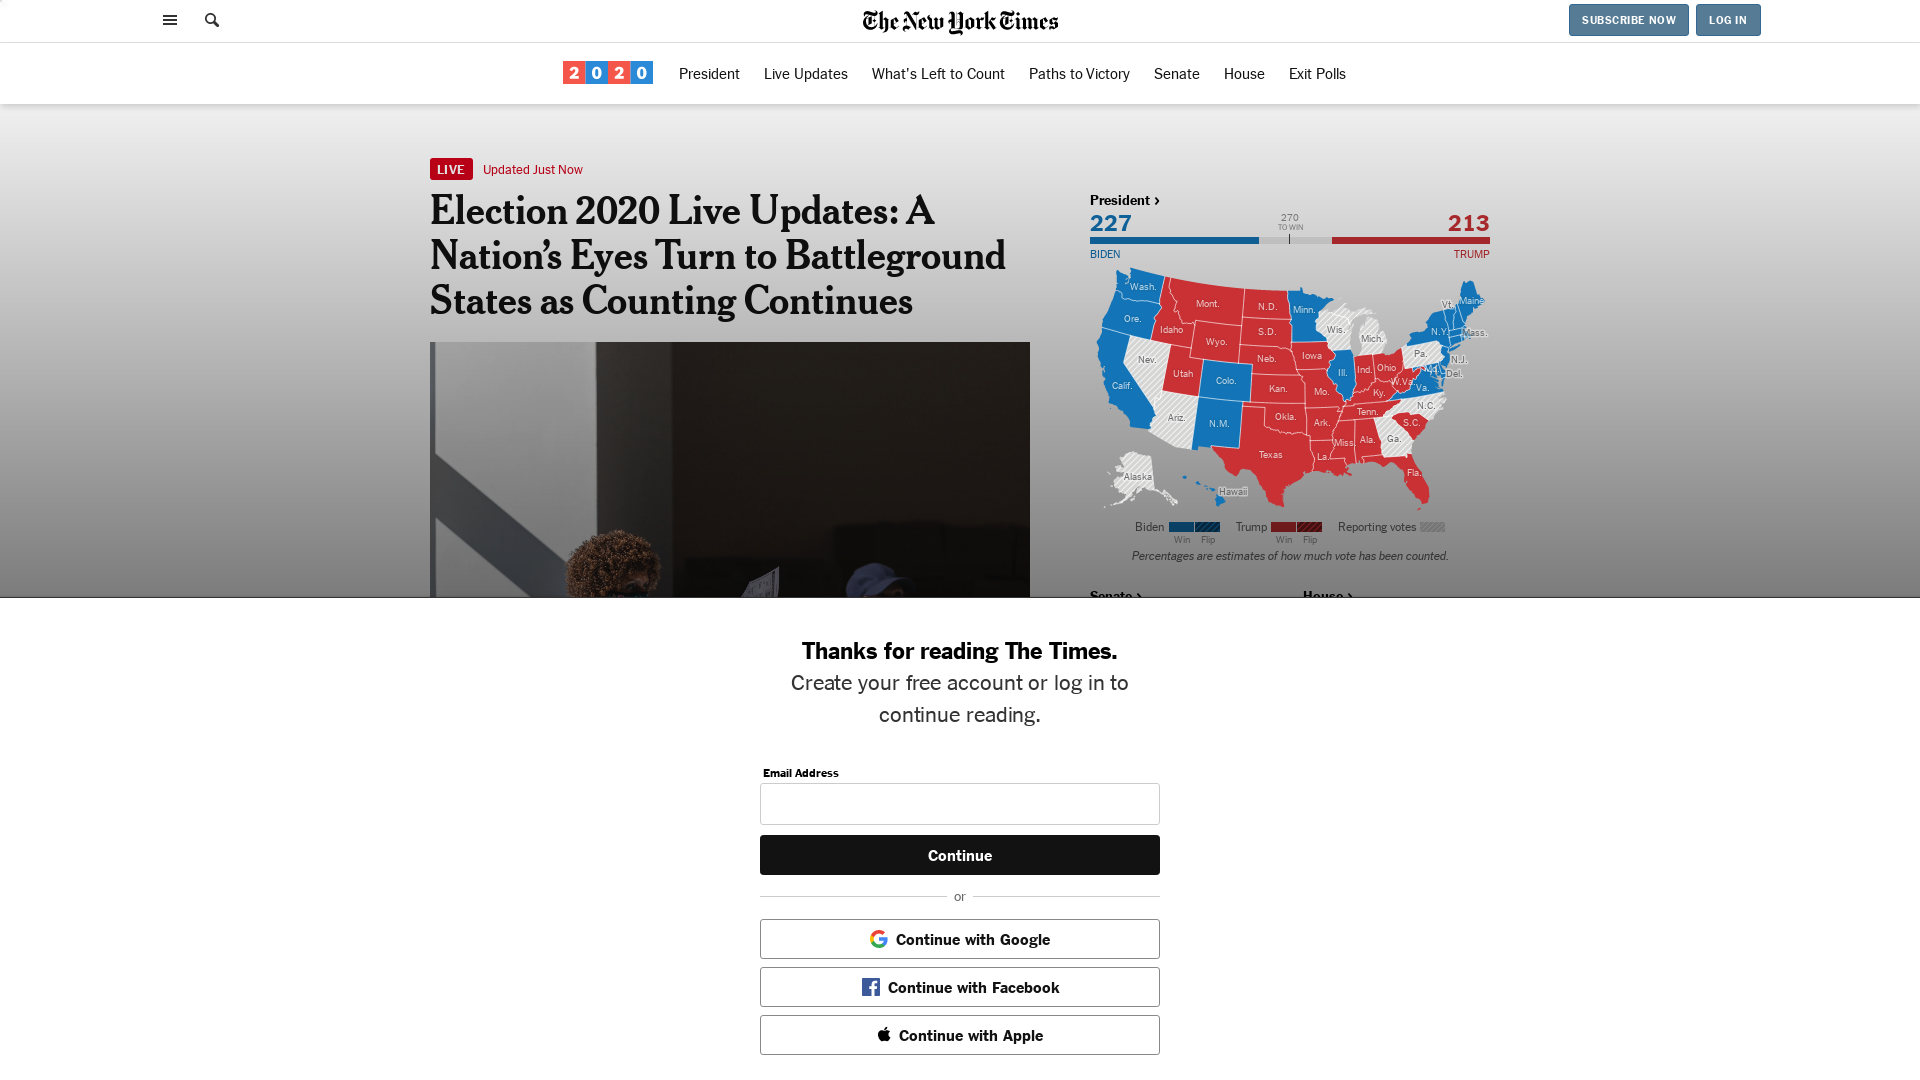 The New York Times
SUBSCRIBE NOW
LOG IN
2020
President
Live Updates
What's Left to Count
Paths to Victory
Senate
House
Exit Polls
LIVE
Updated Just Now
Election 2020 Live Updates: A
Nation’s Eyes Turn to Battleground
States as Counting Continues
President ›
227
270
TO WIN
213
BIDEN
TRUMP
Wash.
Mont.
N.D.
Minn.
Vt.
Maine
Ore.
Idaho
S.D.
Wis.
Mich.
N.Y.
Mass.
Wyo.
Nev.
Neb.
Iowa
Pa.
N.J.
Utah
Colo.
Ill.
Ind.
Ohio
Md.
Del.
Calif.
Kan.
Mo.
W.Va.
Va.
Ky.
Ariz.
N.M.
Okla.
Ark.
Tenn.
N.C.
S.C.
Texas
La.
Miss.
Ala.
Ga.
Alaska
Hawaii
Fla.
Biden
Trump
Reporting votes
Win
Flip
Win
Flip
Percentages are estimates of how much vote has been counted.
Senate ›
House ›
Thanks for reading The Times.
Create your free account or log in to
continue reading.
Email Address
Continue
or
Continue with Google
Continue with Facebook
Continue with Apple